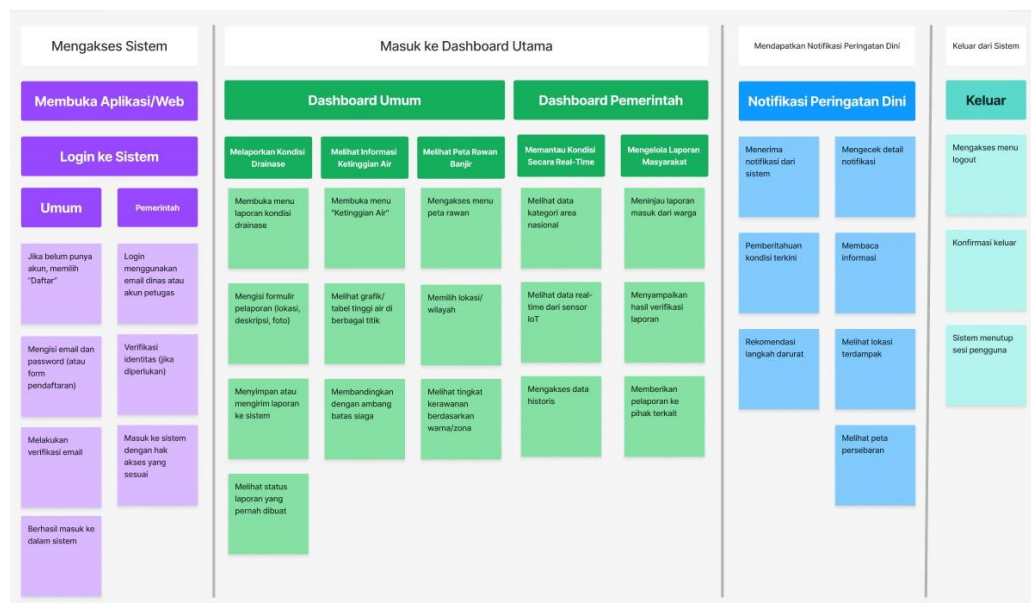 Mengakses Sistem
Membuka Aplikasi/Web
Login ke Sistem
Umum
Jika belum punya
akun, memilih
"Daftar"
Mengisi email dan
password (atau
form
pendaftaran)
Melakukan
verifikasi email
Berhasil masuk ke
dalam sistem
Pemerintah
Login
menggunakan
email dinas atau
akun petugas
Verifikasi
identitas (jika
diperlukan)
Masuk ke sistem
dengan hak
akses yang
sesuai
Masuk ke Dashboard Utama
Dashboard Umum
Melaporkan Kondisi
Drainase
Membuka menu
laporan kondisi
drainase
Mengisi formulir
pelaporan (lokasi,
deskripsi, foto)
Menyimpan atau
mengirim laporan
ke sistem
Melihat status
laporan yang
pernah dibuat
Melihat Informasi
Ketinggian Air
Membuka menu
"Ketinggian Air"
Melihat grafik/
tabel tinggi air di
berbagai titik
Membandingkan
dengan ambang
batas siaga
Melihat Peta Rawan
Banjir
Mengakses menu
peta rawan
Memilih lokasi/
wilayah
Melihat tingkat
kerawanan
berdasarkan
warna/zona
Dashboard Pemerintah
Memantau Kondisi
Secara Real-Time
Melihat data
kategori area
nasional
Melihat data real-
time dari sensor
IoT
Mengakses data
historis
Mengelola Laporan
Masyarakat
Meninjau laporan
masuk dari warga
Menyampaikan
hasil verifikasi
laporan
Memberikan
pelaporan ke
pihak terkait
Mendapatkan Notifikasi Peringatan Dini
Notifikasi Peringatan Dini
Menerima
notifikasi dari
sistem
Pemberitahuan
kondisi terkini
Rekomendasi
langkah darurat
Mengecek detail
notifikasi
Membaca
informasi
Melihat lokasi
terdampak
Melihat peta
persebaran
Keluar dari Sistem
Keluar
Mengakses menu
logout
Konfirmasi keluar
Sistem menutup
sesi pengguna